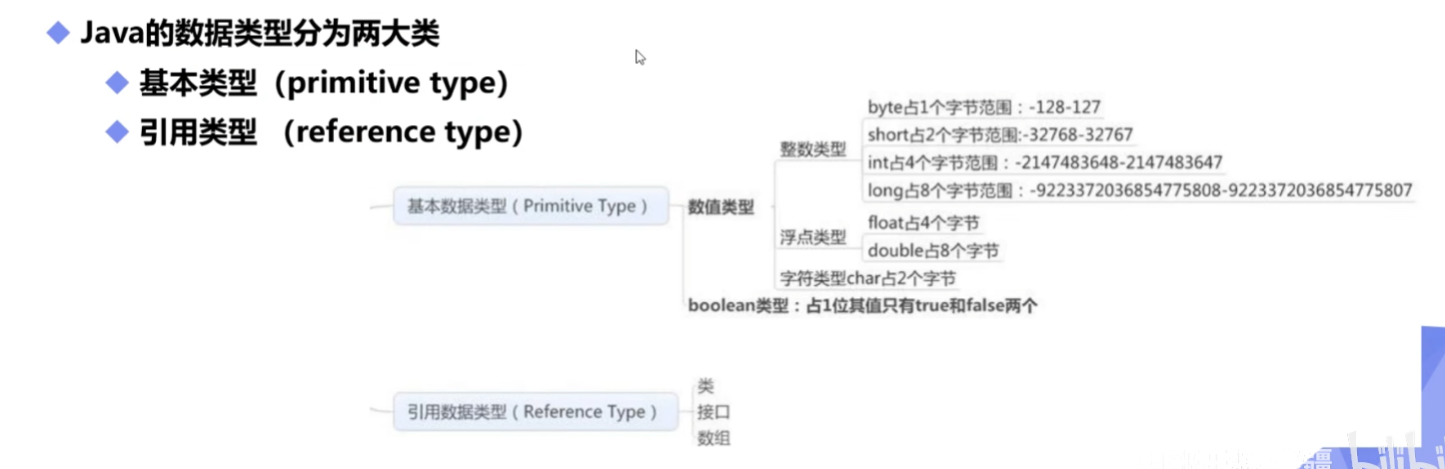 Java的数据类型分为两大类
基本类型（primitive type）
引用类型 （reference type）
byte占1个字节范围：-128-127
short占2个字节范围:-32768-32767
整数类型
int占4个字节范围：-2147483648-2147483647
long占8个字节范围：-9223372036854775808-9223372036854775807
基本数据类型（Primitive Type）
数值类型
float占4个字节
浮点类型
double占8个字节
字符类型char占2个字节
boolean类型：占1位其值只有true和false两个
类
引用数据类型（Reference Type）
接口
数组
bilibili